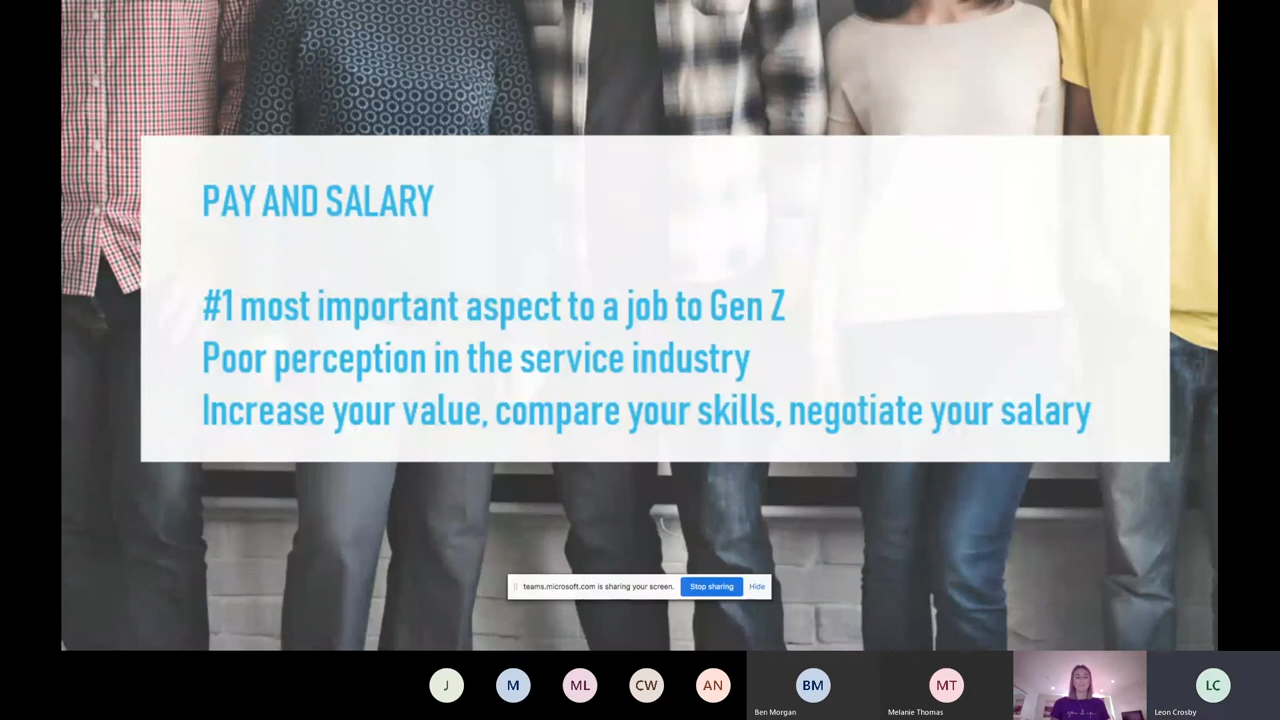 PAY AND SALARY
#1 most important aspect to a job to Gen Z
Poor perception in the service industry
Increase your value, compare your skills, negotiate your salary
teams.microsoft.com is sharing your screen.
Stop sharing
Hide
J
M
ML
CW
AN
BM
MT
LC
Ben Morgan
Melanie Thomas
Leon Crosby